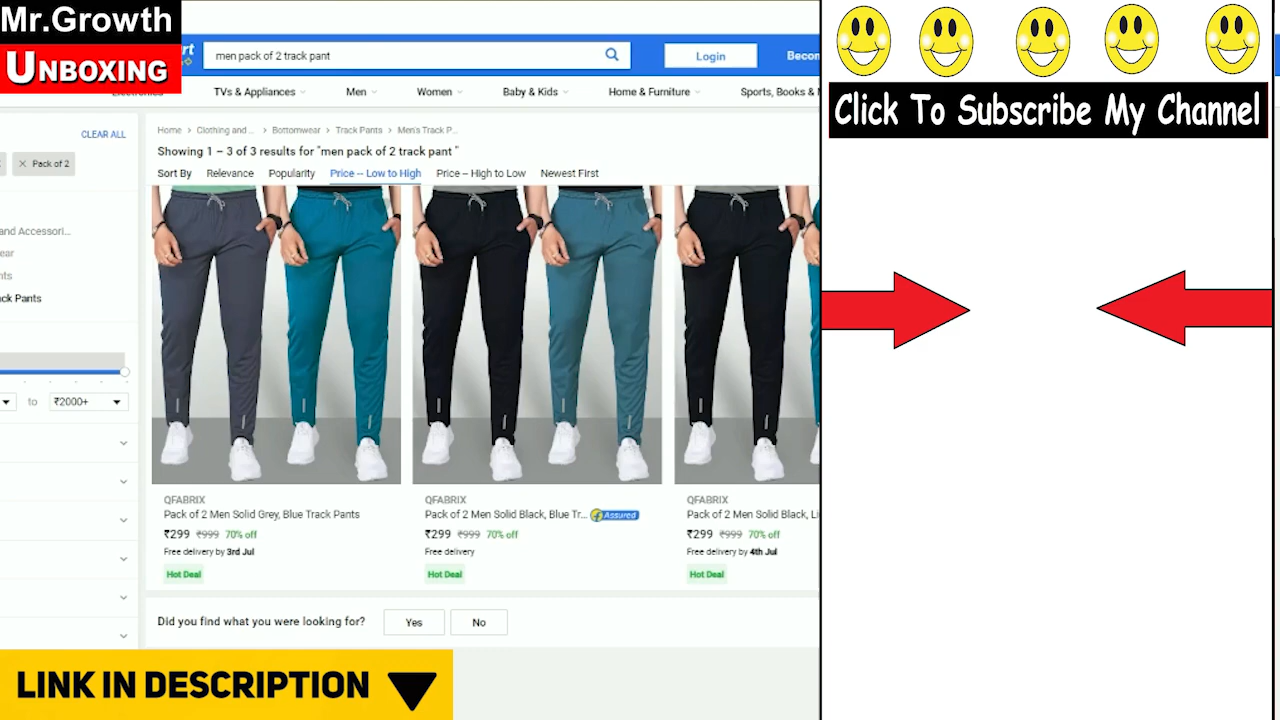 Mr.Growth
UNBOXING
men pack of 2 track pant
Login
TVs & Appliances
Men
Women
Baby & Kids
Home & Furniture
Sports, Books &
CLEAR ALL
Pack of 2
Home > Clothing and ... > Bottomwear > Track Pants > Men's Track P...
Showing 1 – 3 of 3 results for "men pack of 2 track pant "
Sort By Relevance Popularity Price -- Low to High Price -- High to Low Newest First
and Accessori...
ck Pants
to ₹2000+
QFABRIX
Pack of 2 Men Solid Grey, Blue Track Pants
₹299 ₹999 70% off
Free delivery by 3rd Jul
Hot Deal
QFABRIX
Pack of 2 Men Solid Black, Blue Tr... Assured
₹299 ₹999 70% off
Free delivery
Hot Deal
QFABRIX
Pack of 2 Men Solid Black,
₹299 ₹999 70% off
Free delivery by 4th Jul
Hot Deal
Did you find what you were looking for? Yes No
LINK IN DESCRIPTION
Click To Subscribe My Channel